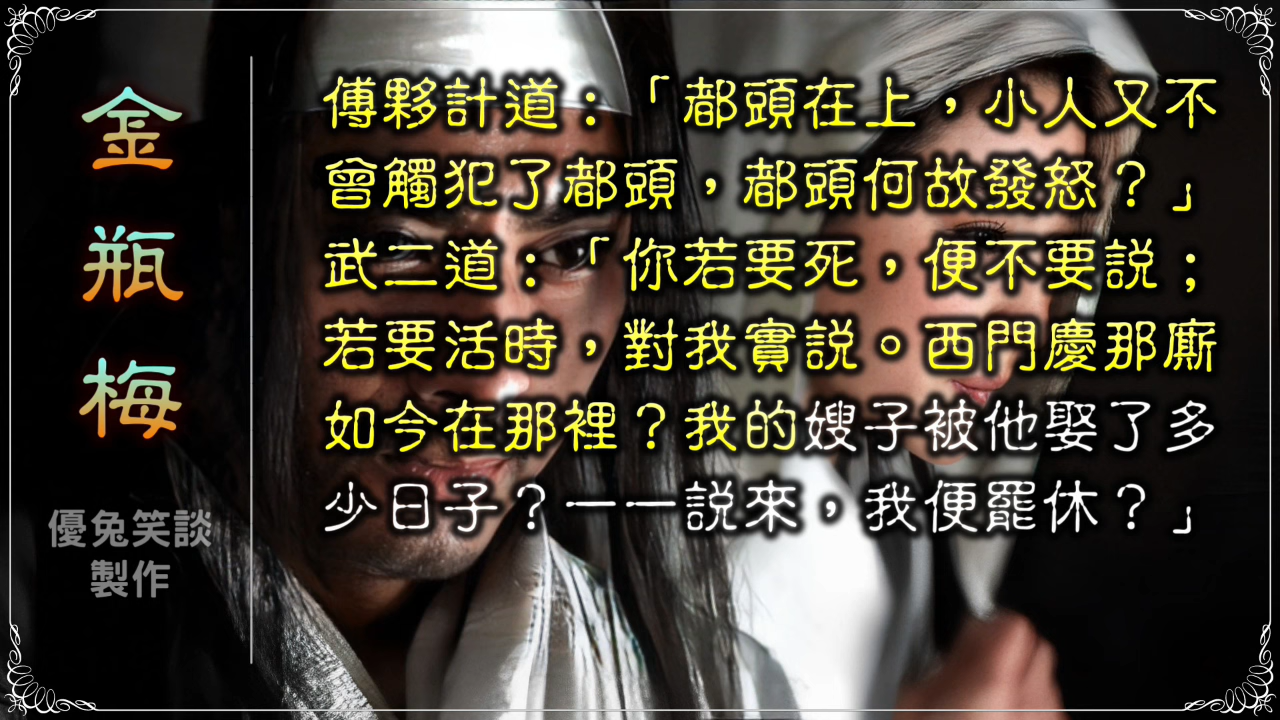 金瓶梅
優兔笑談
製作
傅夥計道：「都頭在上，小人又不
曾觸犯了都頭，都頭何故發怒？」
武二道：「你若要死，便不要説；
若要活時，對我實説。西門慶那廝
如今在那裡？我的嫂子被他娶了多
少日子？一一説來，我便罷休？」